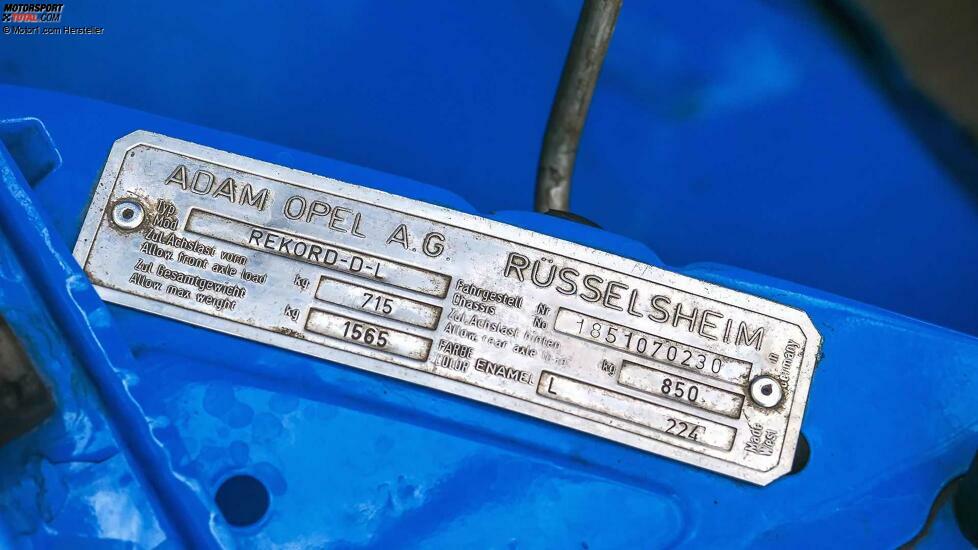 MOTORSPORT
TOTAL.COM
© Motor1.com Hersteller
ADAM OPEL A.G. RÜSSELSHEIM
Typ
Mod
REKORD-D-L
Zul.Achslast vorn
Allow. front axle load
kg
715
Zul. Gesamtgewicht
Allow max weight
kg
1565
Fahrgestell Nr
Chassis Nr
1851070230
Zul.Achslast hinten
Allow. rear axle
kg
850
FARBE
COLOR ENAMEL
L 224
Made in
West Germany